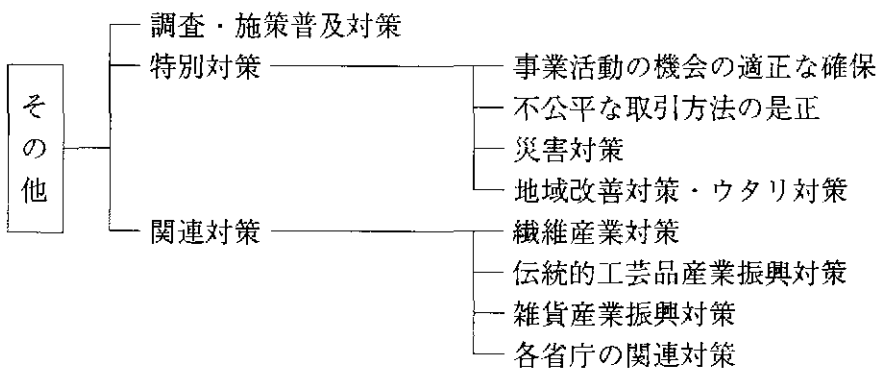 その他
調査・施策普及対策
特別対策
事業活動の機会の適正な確保
不公平な取引方法の是正
災害対策
地域改善対策・ウタリ対策
関連対策
繊維産業対策
伝統的工芸品産業振興対策
雑貨産業振興対策
各省庁の関連対策